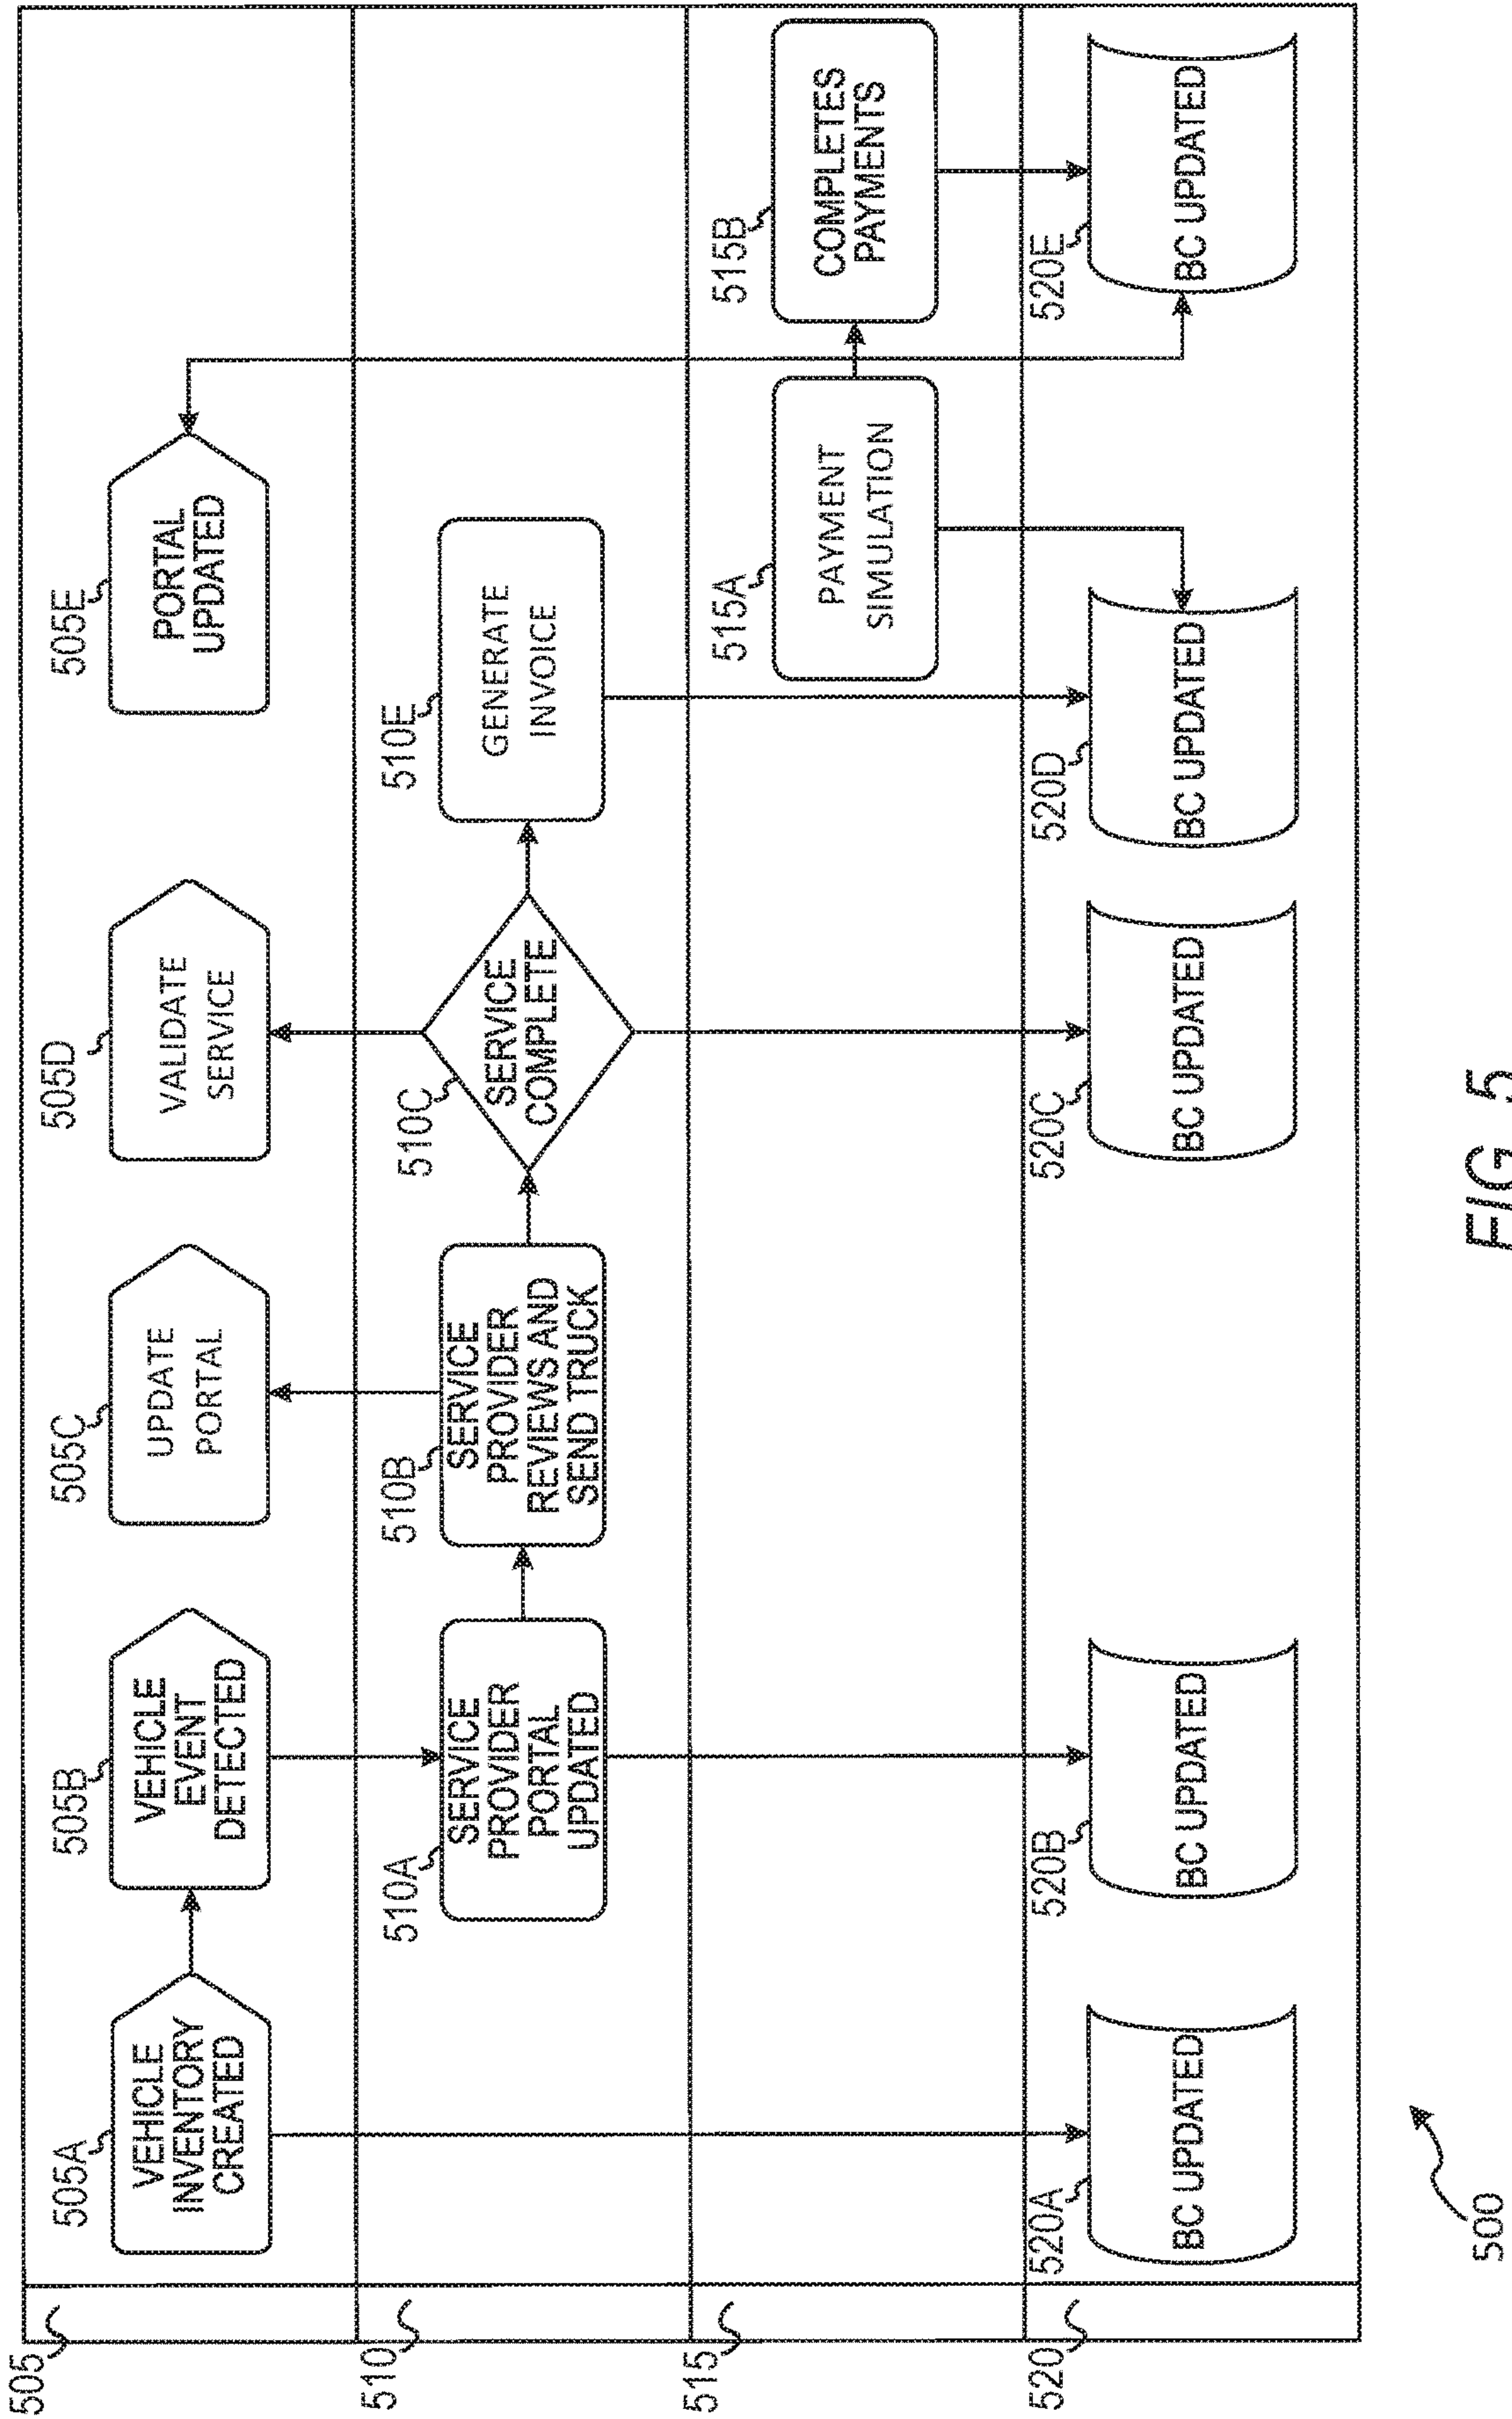 505
505A
VEHICLE
INVENTORY
CREATED
505B
VEHICLE
EVENT
DETECTED
505C
UPDATE
PORTAL
505D
VALIDATE
SERVICE
505E
PORTAL
UPDATED
510
510A
SERVICE
PROVIDER
PORTAL
UPDATED
510B
SERVICE
PROVIDER
REVIEWS AND
SEND TRUCK
510C
SERVICE
COMPLETE
510E
GENERATE
INVOICE
515
515A
PAYMENT
SIMULATION
515B
COMPLETES
PAYMENTS
520
520A
BC UPDATED
520B
BC UPDATED
520C
BC UPDATED
520D
BC UPDATED
520E
BC UPDATED
500
FIG. 5